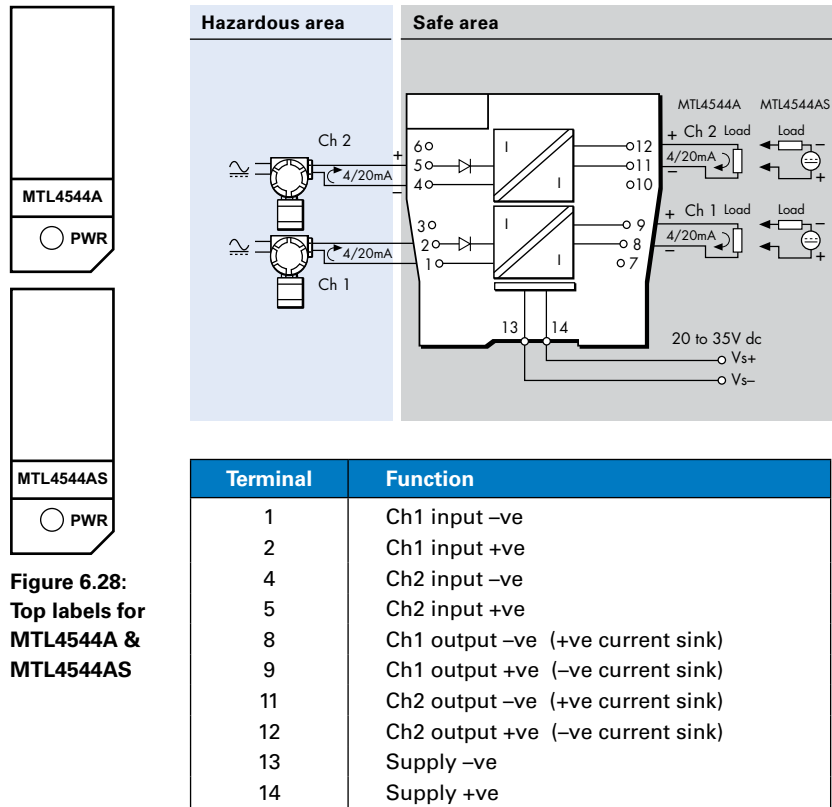 MTL4544A
PWR
MTL4544AS
PWR
Figure 6.28:
Top labels for
MTL4544A &
MTL4544AS
Hazardous area Safe area
MTL4544A MTL4544AS
Ch 2
+ Ch 2 Load Load
6 I 12 –
+ 5 11 4/20mA
4/20mA 4 I 10 – +
–
3 I 9 + Ch 1 Load Load
2 8 4/20mA –
4/20mA 1 I 7 – +
Ch 1
13 14
20 to 35V dc
Vs+
Vs–
Terminal Function
1 Ch1 input –ve
2 Ch1 input +ve
4 Ch2 input –ve
5 Ch2 input +ve
8 Ch1 output –ve (+ve current sink)
9 Ch1 output +ve (–ve current sink)
11 Ch2 output –ve (+ve current sink)
12 Ch2 output +ve (–ve current sink)
13 Supply –ve
14 Supply +ve